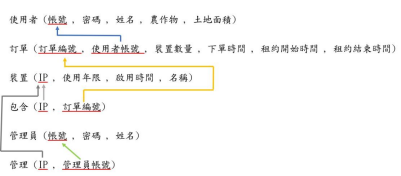 使用者（帳號，密碼，姓名，農作物，土地面積）
訂單（訂單編號，使用者帳號，裝置數量，下單時間，租約開始時間，租約結束時間）
裝置（IP，使用年限，啟用時間，名稱）
包含（IP，訂單編號）
管理員（帳號，密碼，姓名）
管理（IP，管理員帳號）